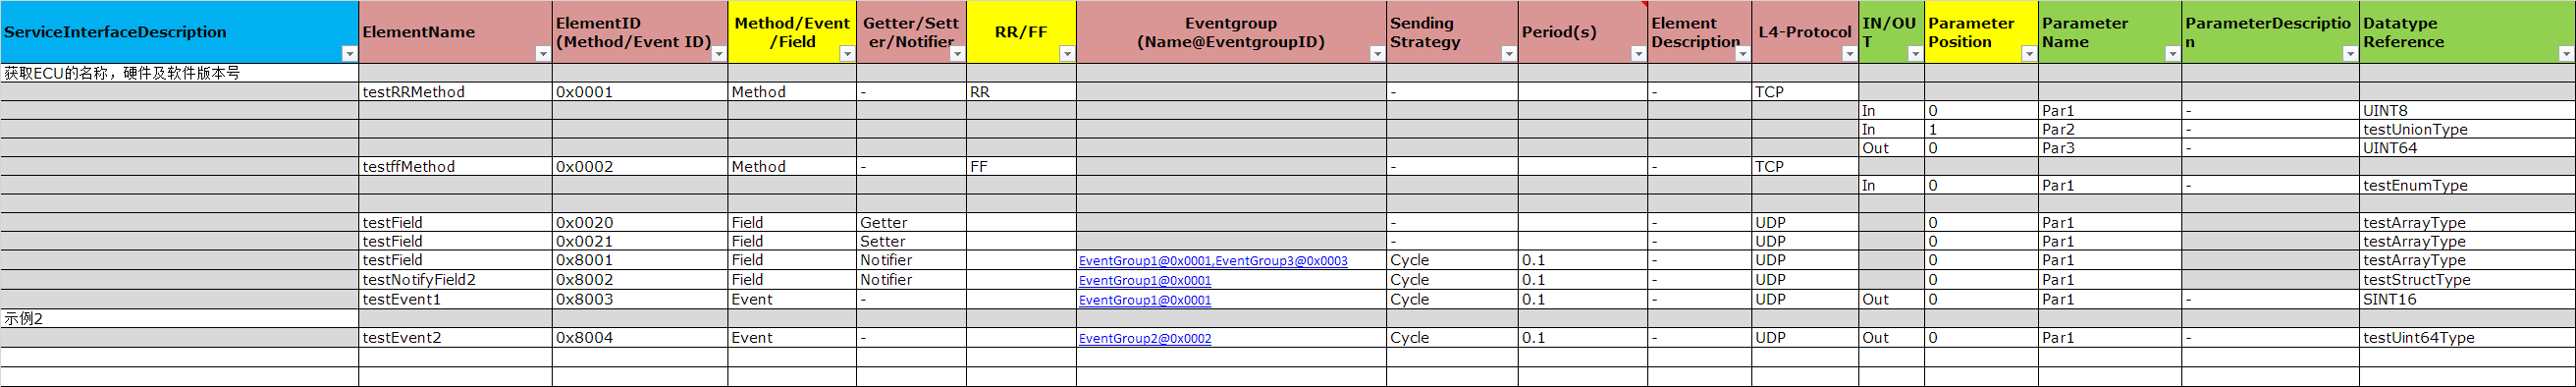 ServiceInterfaceDescription ElementName ElementID (Method/Event ID) Method/Event/Field Getter/Setter/Notifier RR/FF Eventgroup (Name@EventgroupID) Sending Strategy Period(s) Element Description L4-Protocol IN/OUT Parameter Position Parameter Name ParameterDescription Datatype Reference
获取ECU的名称，硬件及软件版本号
testRRMethod 0x0001 Method - RR - - TCP
In 0 Par1 - UINT8
In 1 Par2 - testUnionType
Out 0 Par3 - UINT64
testffMethod 0x0002 Method - FF - - TCP
In 0 Par1 - testEnumType
testField 0x0020 Field Getter - - UDP 0 Par1 testArrayType
testField 0x0021 Field Setter - - UDP 0 Par1 testArrayType
testField 0x8001 Field Notifier EventGroup1@0x0001,EventGroup3@0x0003 Cycle 0.1 - UDP 0 Par1 testArrayType
testNotifyField2 0x8002 Field Notifier EventGroup1@0x0001 Cycle 0.1 - UDP 0 Par1 testStructType
testEvent1 0x8003 Event - EventGroup1@0x0001 Cycle 0.1 - UDP Out 0 Par1 - SINT16
示例2
testEvent2 0x8004 Event - EventGroup2@0x0002 Cycle 0.1 - UDP Out 0 Par1 - testUint64Type